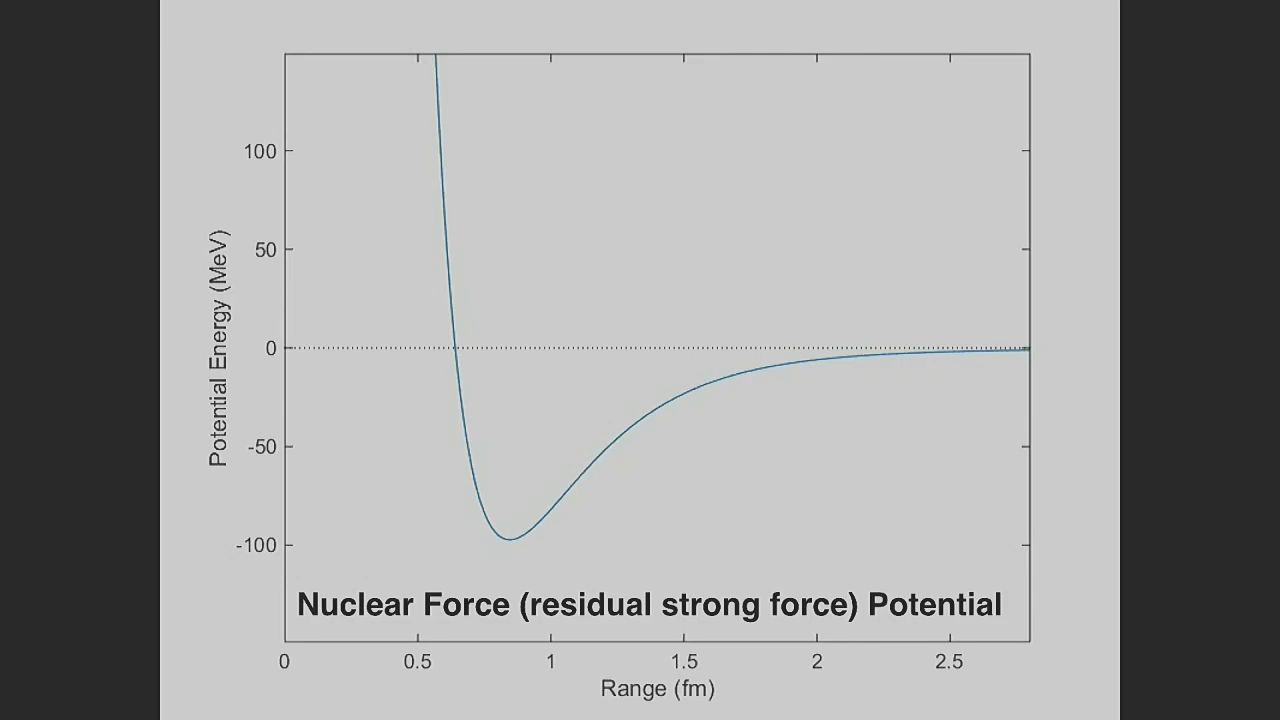 100
50
0
-50
-100
Potential Energy (MeV)
Nuclear Force (residual strong force) Potential
0 0.5 1 1.5 2 2.5
Range (fm)